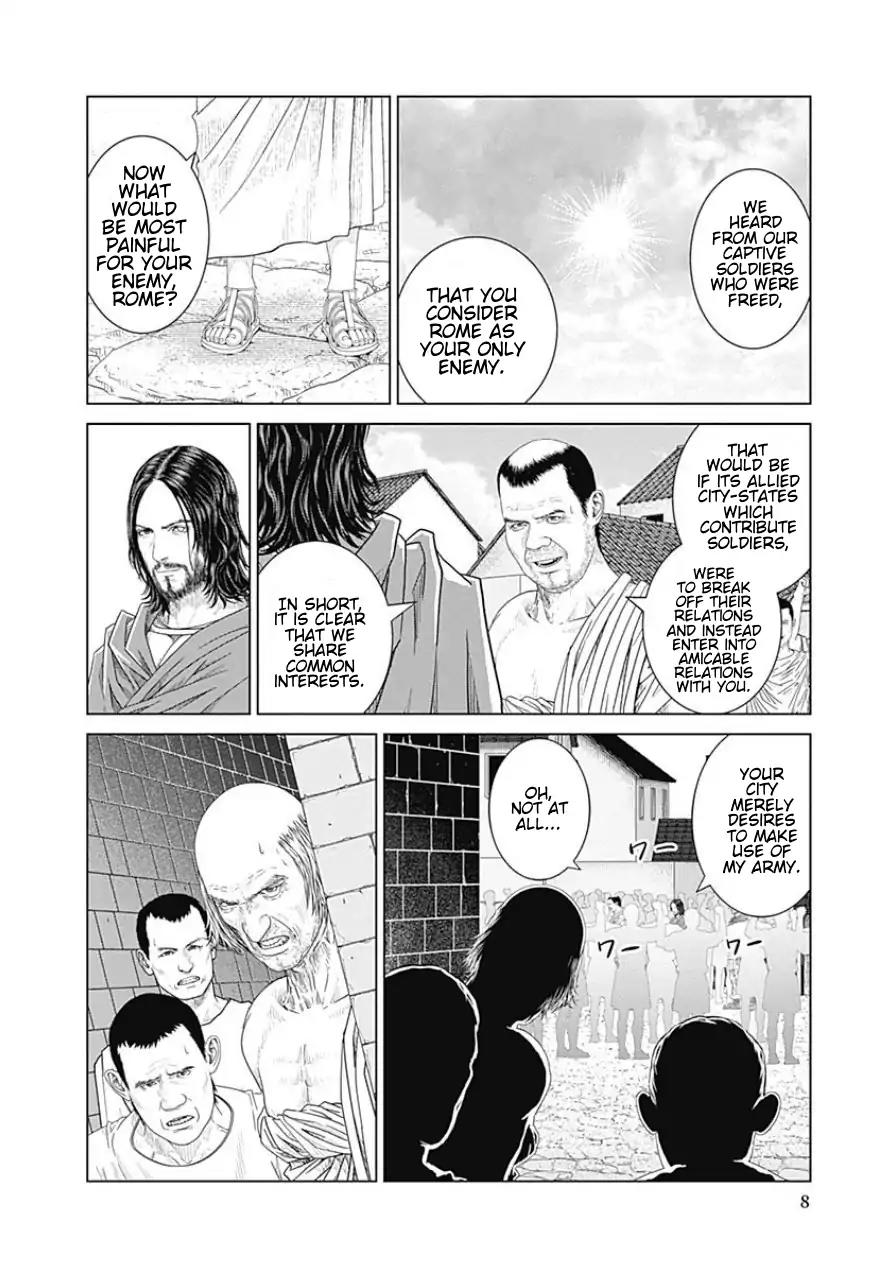 WE
HEARD
FROM OUR
CAPTIVE
SOLDIERS
WHO WERE
FREED,
THAT YOU
CONSIDER
ROME AS
YOUR ONLY
ENEMY.
NOW
WHAT
WOULD
BE MOST
PAINFUL
FOR YOUR
ENEMY,
ROME?
THAT
WOULD BE
IF ITS ALLIED
CITY-STATES
WHICH
CONTRIBUTE
SOLDIERS,
WERE
TO BREAK
OFF THEIR
RELATIONS
AND INSTEAD
ENTER INTO
AMICABLE
RELATIONS
WITH YOU.
IN SHORT,
IT IS CLEAR
THAT WE
SHARE
COMMON
INTERESTS.
YOUR
CITY
MERELY
DESIRES
TO MAKE
USE OF
MY ARMY.
OH,
NOT AT
ALL...
ワー
ワー
ワー
8